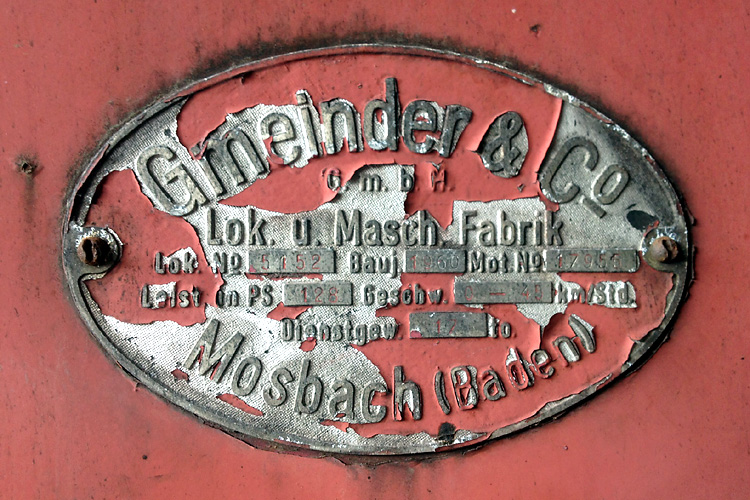 Gmeinder & Co
G.m.b.H.
Lok. u. Masch. Fabrik
Lok. No 5152 Bauj. 1960 Mot No
Leist. in PS 128 Geschw. km/Std.
Dienstgew. to.
Mosbach (Baden)